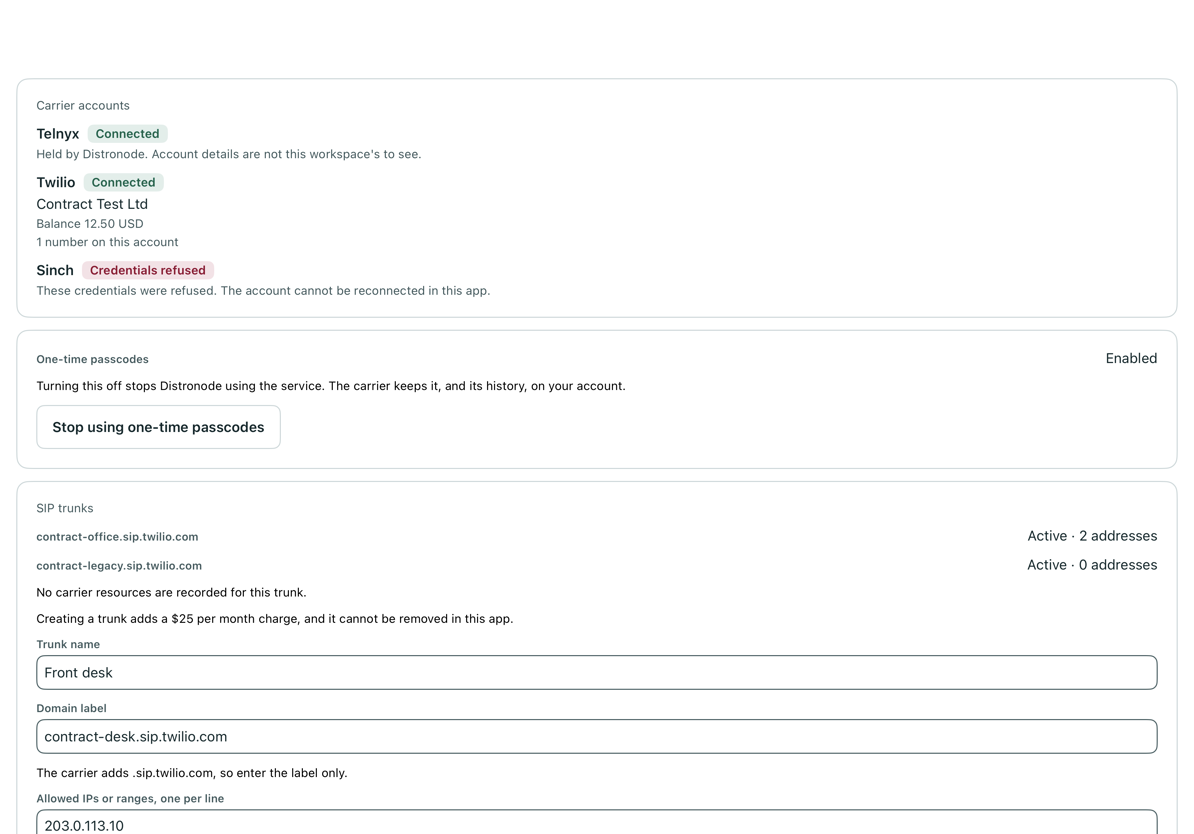 Carrier accounts
Telnyx Connected
Held by Distronode. Account details are not this workspace's to see.
Twilio Connected
Contract Test Ltd
Balance 12.50 USD
1 number on this account
Sinch Credentials refused
These credentials were refused. The account cannot be reconnected in this app.
One-time passcodes Enabled
Turning this off stops Distronode using the service. The carrier keeps it, and its history, on your account.
Stop using one-time passcodes
SIP trunks
contract-office.sip.twilio.com Active · 2 addresses
contract-legacy.sip.twilio.com Active · 0 addresses
No carrier resources are recorded for this trunk.
Creating a trunk adds a $25 per month charge, and it cannot be removed in this app.
Trunk name
Front desk
Domain label
contract-desk.sip.twilio.com
The carrier adds .sip.twilio.com, so enter the label only.
Allowed IPs or ranges, one per line
203.0.113.10